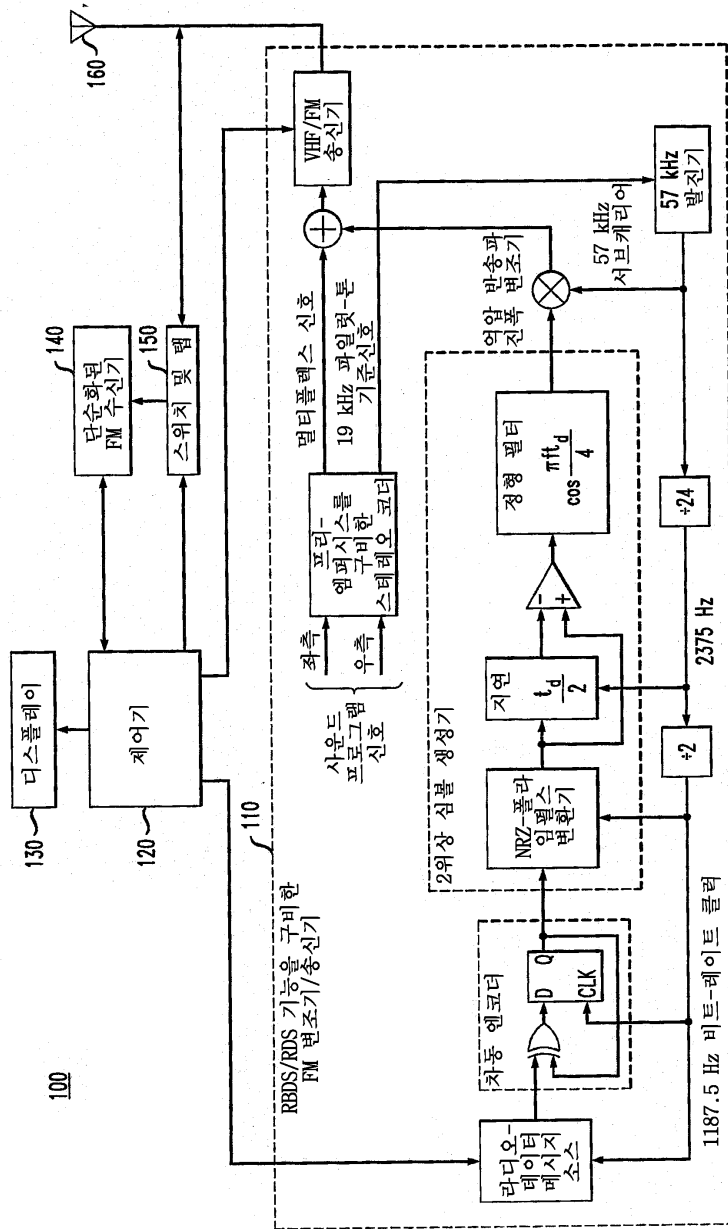 100
디스플레이
130
제어기
120
단순화된
FM 수신기
140
스위치 및 탭
150
160
110
RBDS/RDS 기능을 구비한
FM 변조기/송신기
사운드
프로그램
신호
좌측
우측
프리-
엠퍼시스를
구비한
스테레오 코더
멀티플렉스 신호
19 kHz 파일럿-톤
기준신호
VHF/FM
송신기
+
라디오-
데이터
메시지
소스
차동 엔코더
D
Q
CLK
2위상 심볼 생성기
NRZ-폴라
임펄스
변환기
지연
t_d
2
-
+
정형 필터
cos
πft_d
4
억압 반송파
진폭 변조기
57 kHz
서브캐리어
57 kHz
발진기
÷24
2375 Hz
÷2
1187.5 Hz 비트-레이트 클럭